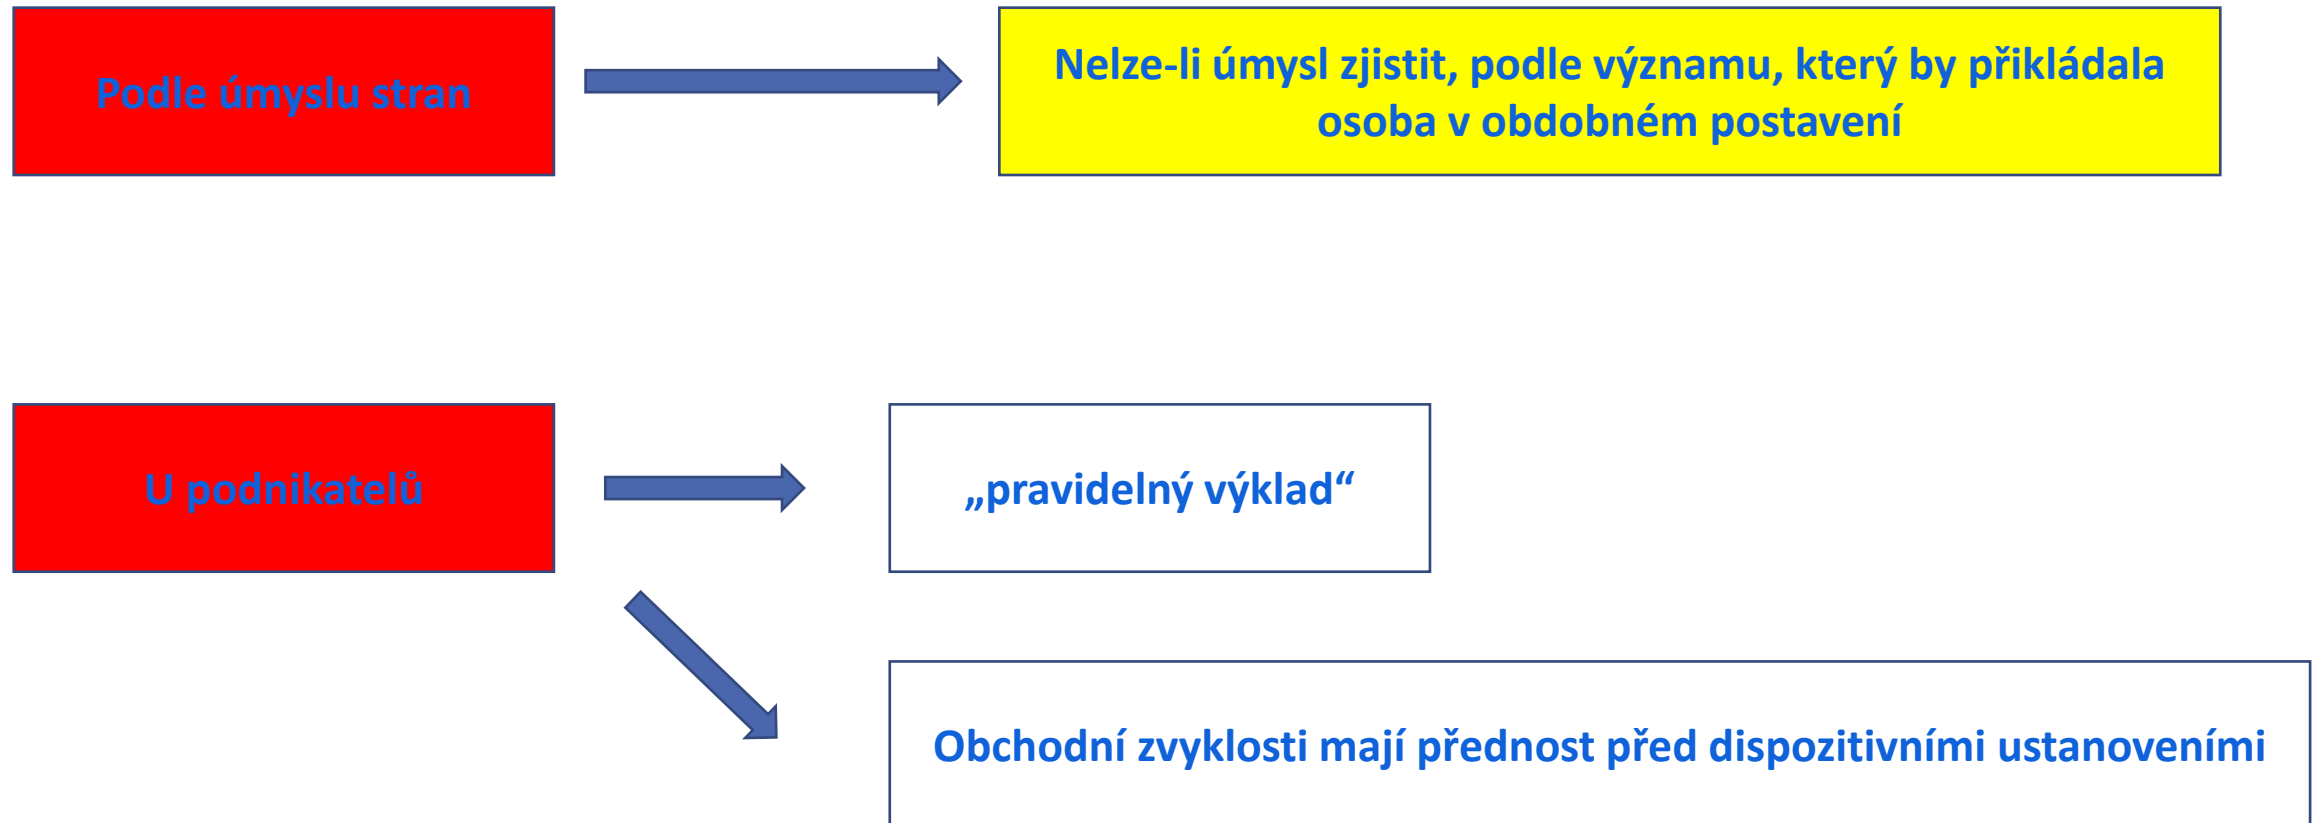 Podle úmyslu stran
Nelze-li úmysl zjistit, podle významu, který by přikládala
osoba v obdobném postavení
U podnikatelů
„pravidelný výklad“
Obchodní zvyklosti mají přednost před dispozitivními ustanoveními